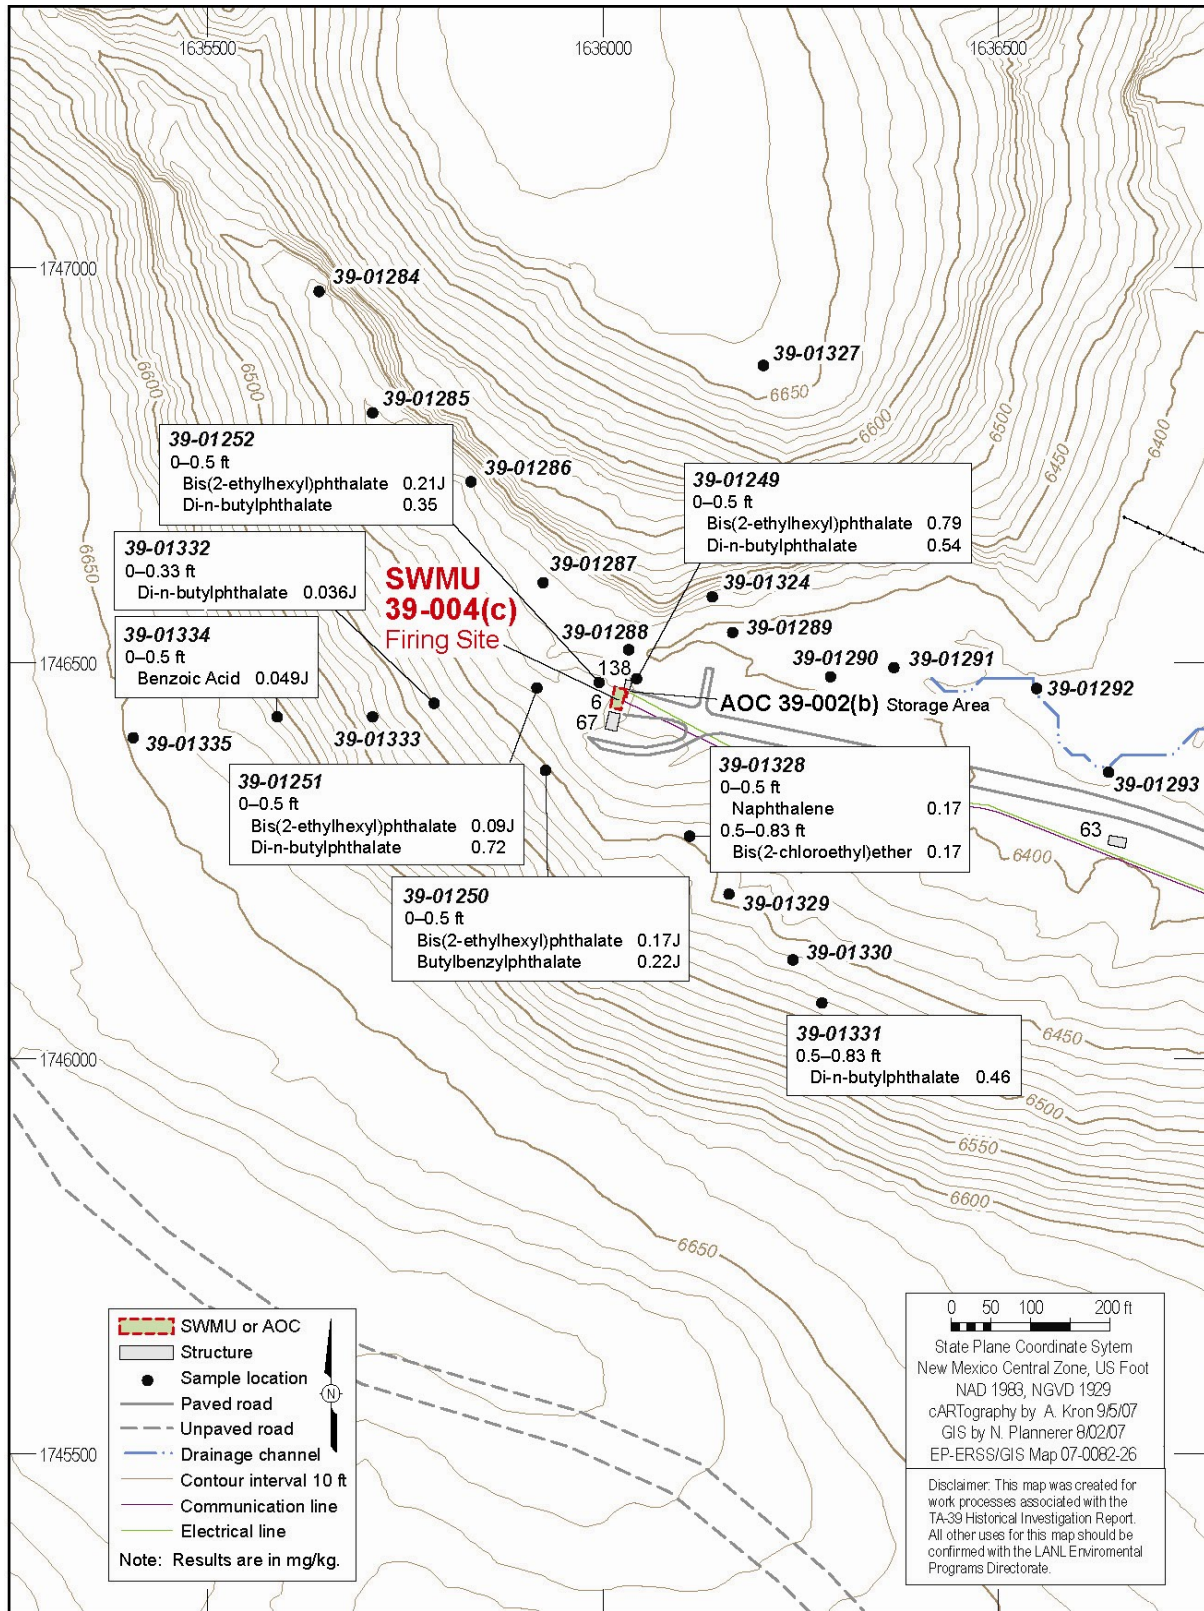 1635500
1636000
1636500
1747000
39-01284
39-01327
6650
6600
6500
6600
6500
6450
6400
39-01285
39-01252
0–0.5 ft
Bis(2-ethylhexyl)phthalate 0.21J
Di-n-butylphthalate 0.35
39-01286
39-01249
0–0.5 ft
Bis(2-ethylhexyl)phthalate 0.79
Di-n-butylphthalate 0.54
6650
39-01332
0–0.33 ft
Di-n-butylphthalate 0.036J
39-01287
SWMU
39-004(c)
Firing Site
39-01324
39-01334
0–0.5 ft
Benzoic Acid 0.049J
39-01288
39-01289
1746500
138
39-01290
39-01291
39-01292
6
AOC 39-002(b) Storage Area
67
39-01335
39-01333
39-01251
0–0.5 ft
Bis(2-ethylhexyl)phthalate 0.09J
Di-n-butylphthalate 0.72
39-01328
0–0.5 ft
Naphthalene 0.17
0.5–0.83 ft
Bis(2-chloroethyl)ether 0.17
39-01293
63
6400
39-01250
0–0.5 ft
Bis(2-ethylhexyl)phthalate 0.17J
Butylbenzylphthalate 0.22J
39-01329
39-01330
39-01331
0.5–0.83 ft
Di-n-butylphthalate 0.46
6450
1746000
6500
6550
6600
6650
SWMU or AOC
Structure
Sample location
Paved road
Unpaved road
Drainage channel
Contour interval 10 ft
Communication line
Electrical line
Note: Results are in mg/kg.
N
1745500
0 50 100 200 ft
State Plane Coordinate Sytem
New Mexico Central Zone, US Foot
NAD 1983, NGVD 1929
cARTography by A. Kron 9/5/07
GIS by N. Plannerer 8/02/07
EP-ERSS/GIS Map 07-0082-26
Disclaimer: This map was created for
work processes associated with the
TA-39 Historical Investigation Report.
All other uses for this map should be
confirmed with the LANL Enviromental
Programs Directorate.